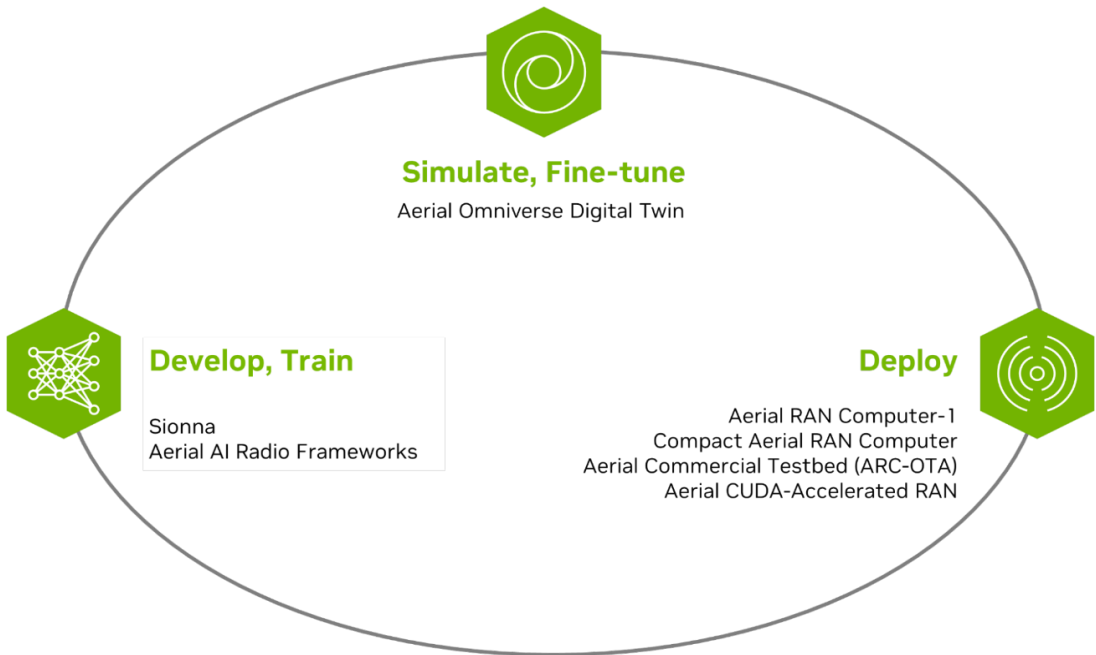 Simulate, Fine-tune
Aerial Omniverse Digital Twin
Develop, Train
Sionna
Aerial AI Radio Frameworks
Deploy
Aerial RAN Computer-1
Compact Aerial RAN Computer
Aerial Commercial Testbed (ARC-OTA)
Aerial CUDA-Accelerated RAN